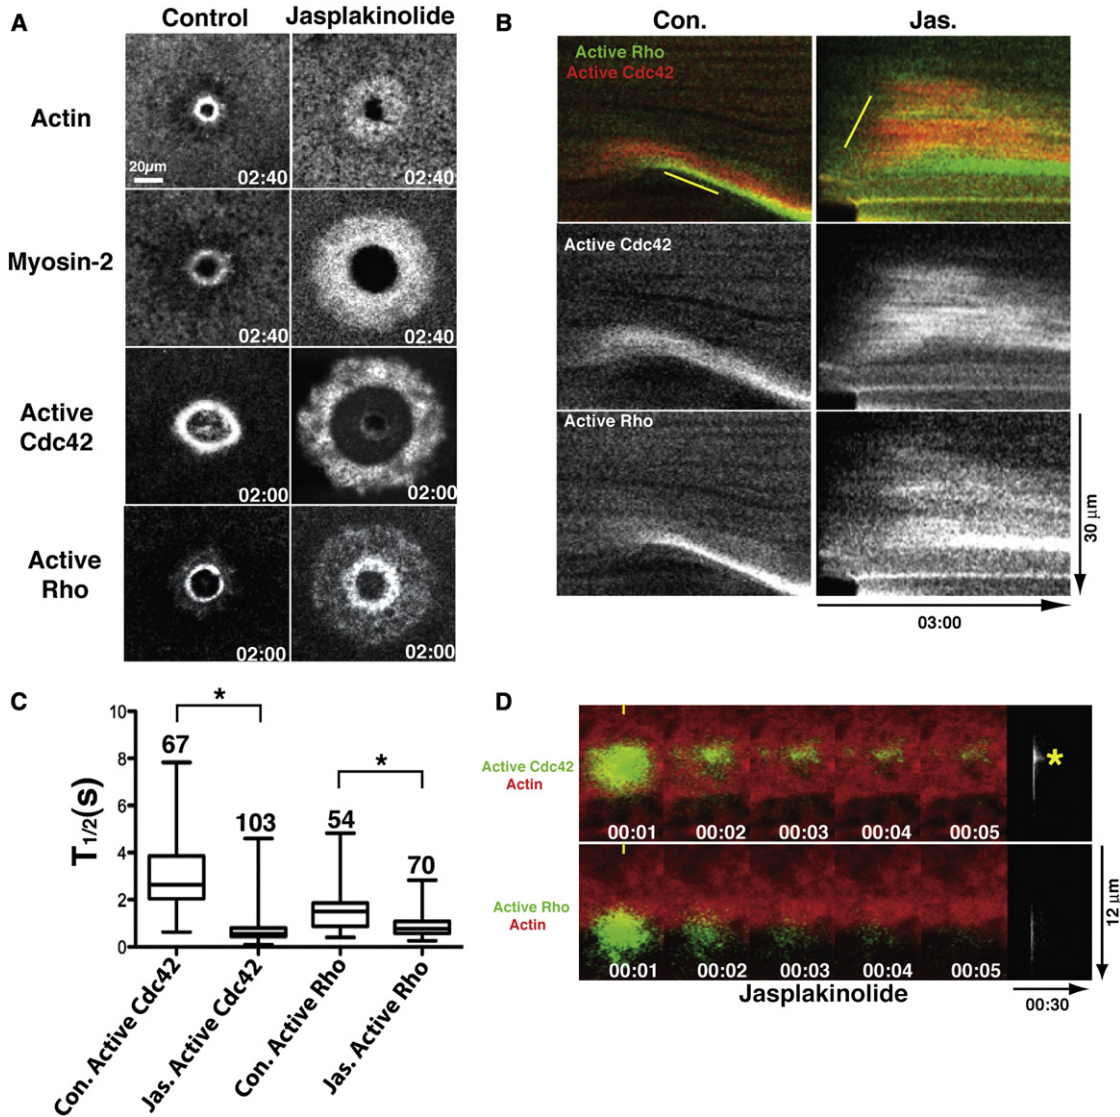 A
Control
Jasplakinolide
Actin
20µm
02:40
02:40
Myosin-2
02:40
02:40
Active
Cdc42
02:00
02:00
Active
Rho
02:00
02:00
B
Con.
Jas.
Active Rho
Active Cdc42
Active Cdc42
Active Rho
30 µm
03:00
C
T1/2(s)
10
8
6
4
2
0
67
*
103
54
*
70
Con. Active Cdc42
Jas. Active Cdc42
Con. Active Rho
Jas. Active Rho
D
Active Cdc42
Actin
00:01
00:02
00:03
00:04
00:05
*
Active Rho
Actin
00:01
00:02
00:03
00:04
00:05
12 µm
Jasplakinolide
00:30